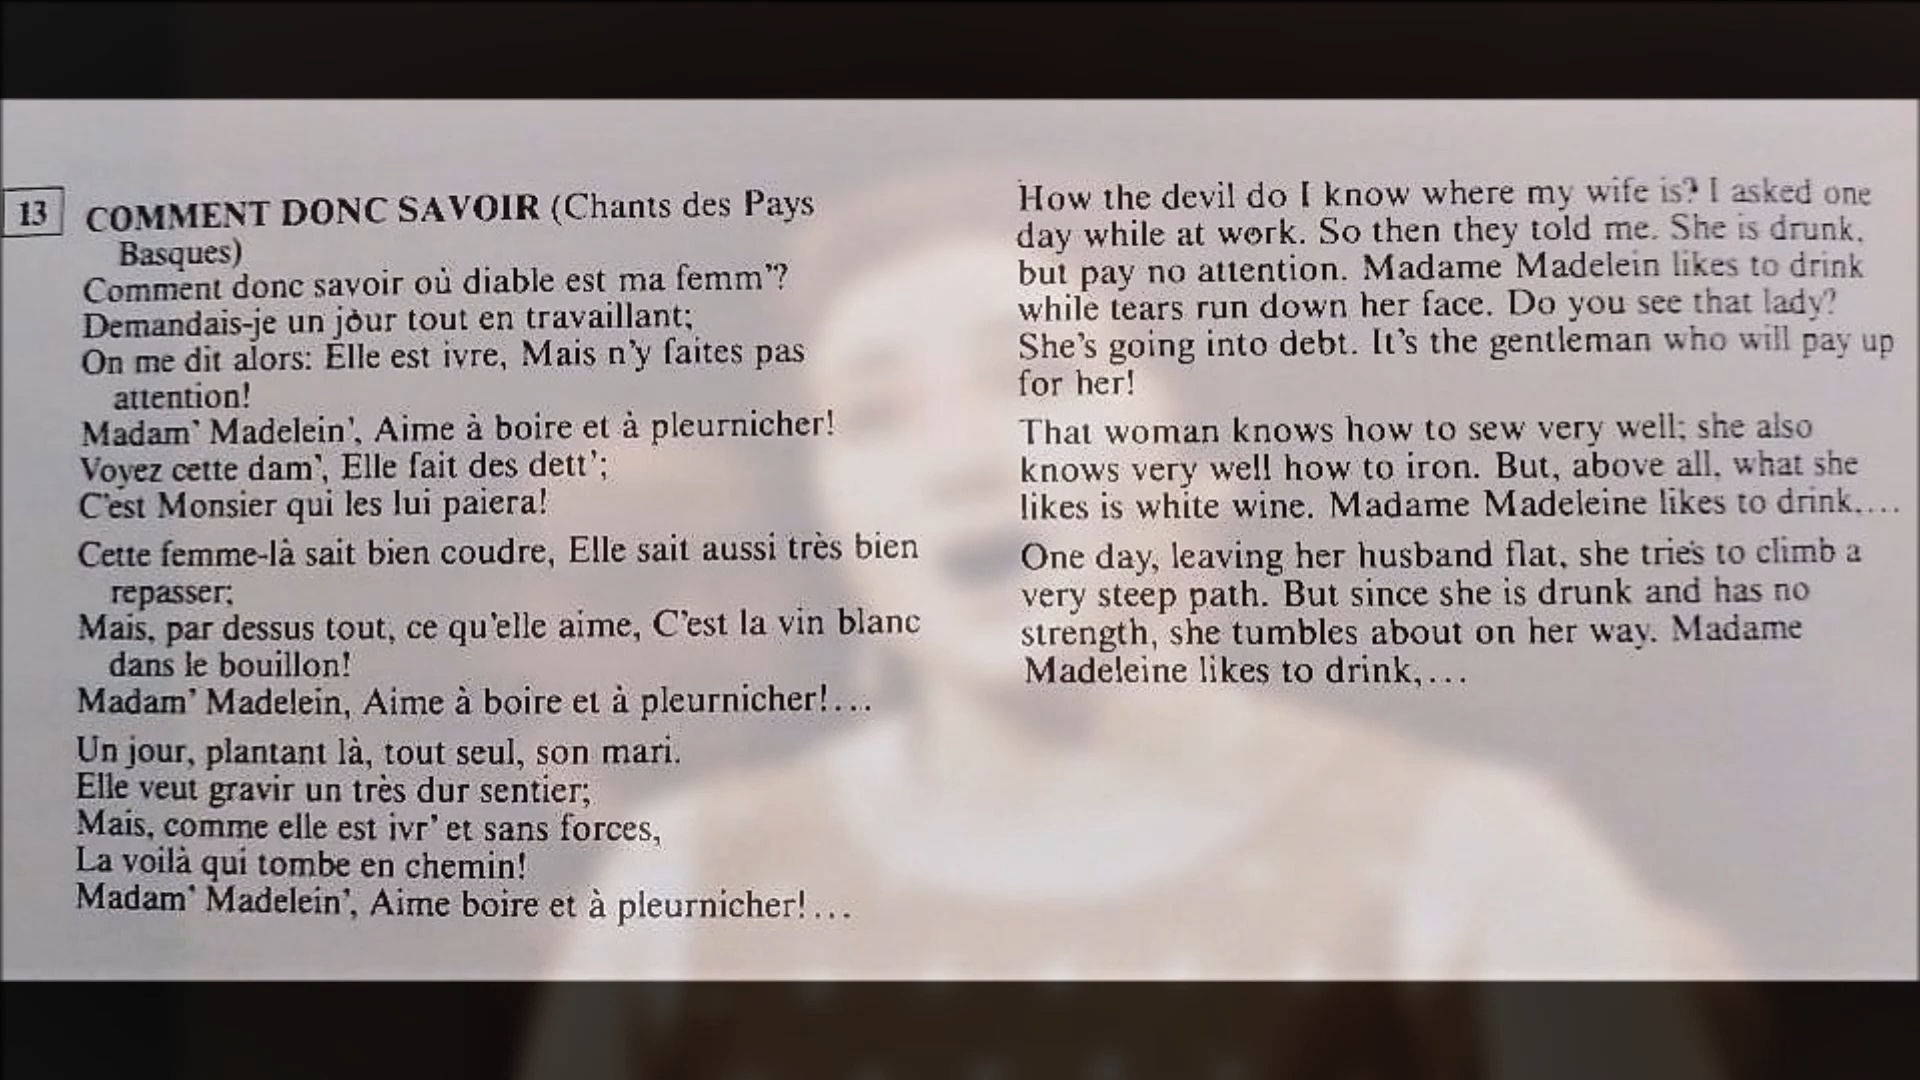 13
COMMENT DONC SAVOIR (Chants des Pays
Basques)
Comment donc savoir où diable est ma femm'’?
Demandais-je un jour tout en travaillant;
On me dit alors: Elle est ivre, Mais n'y faites pas
attention!
Madam' Madelein', Aime à boire et à pleurnicher!
Voyez cette dam', Elle fait des dett';
C'est Monsier qui les lui paiera!
Cette femme-là sait bien coudre, Elle sait aussi très bien
repasser;
Mais, par dessus tout, ce qu'elle aime, C'est la vin blanc
dans le bouillon!
Madam' Madelein, Aime à boire et à pleurnicher!...
Un jour, plantant là, tout seul, son mari.
Elle veut gravir un très dur sentier;
Mais, comme elle est ivr' et sans forces,
La voilà qui tombe en chemin!
Madam' Madelein', Aime boire et à pleurnicher!...
How the devil do I know where my wife is? I asked one
day while at work. So then they told me. She is drunk,
but pay no attention. Madame Madelein likes to drink
while tears run down her face. Do you see that lady?
She's going into debt. It's the gentleman who will pay up
for her!
That woman knows how to sew very well; she also
knows very well how to iron. But, above all, what she
likes is white wine. Madame Madeleine likes to drink,...
One day, leaving her husband flat, she tries to climb a
very steep path. But since she is drunk and has no
strength, she tumbles about on her way. Madame
Madeleine likes to drink,...